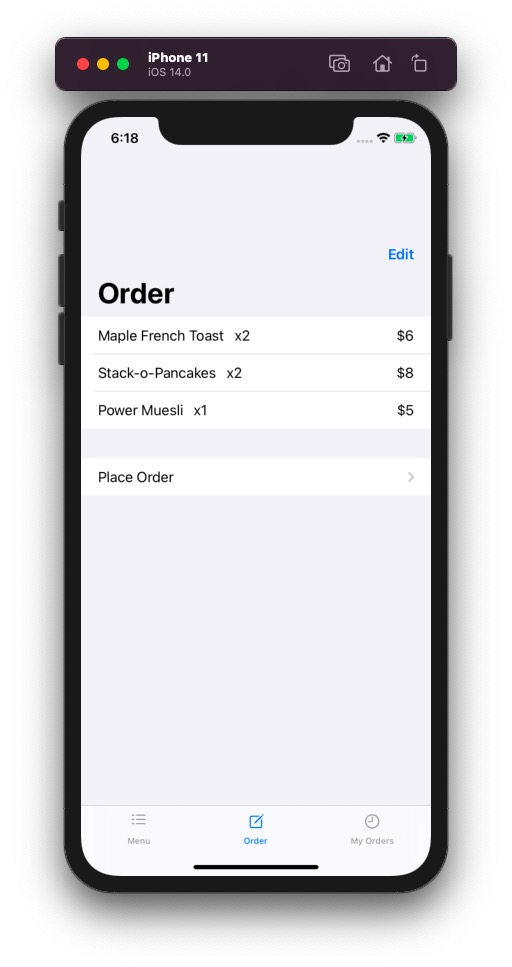 iPhone 11
iOS 14.0
6:18
Edit
Order
Maple French Toast x2 $6
Stack-o-Pancakes x2 $8
Power Muesli x1 $5
Place Order
Menu Order My Orders